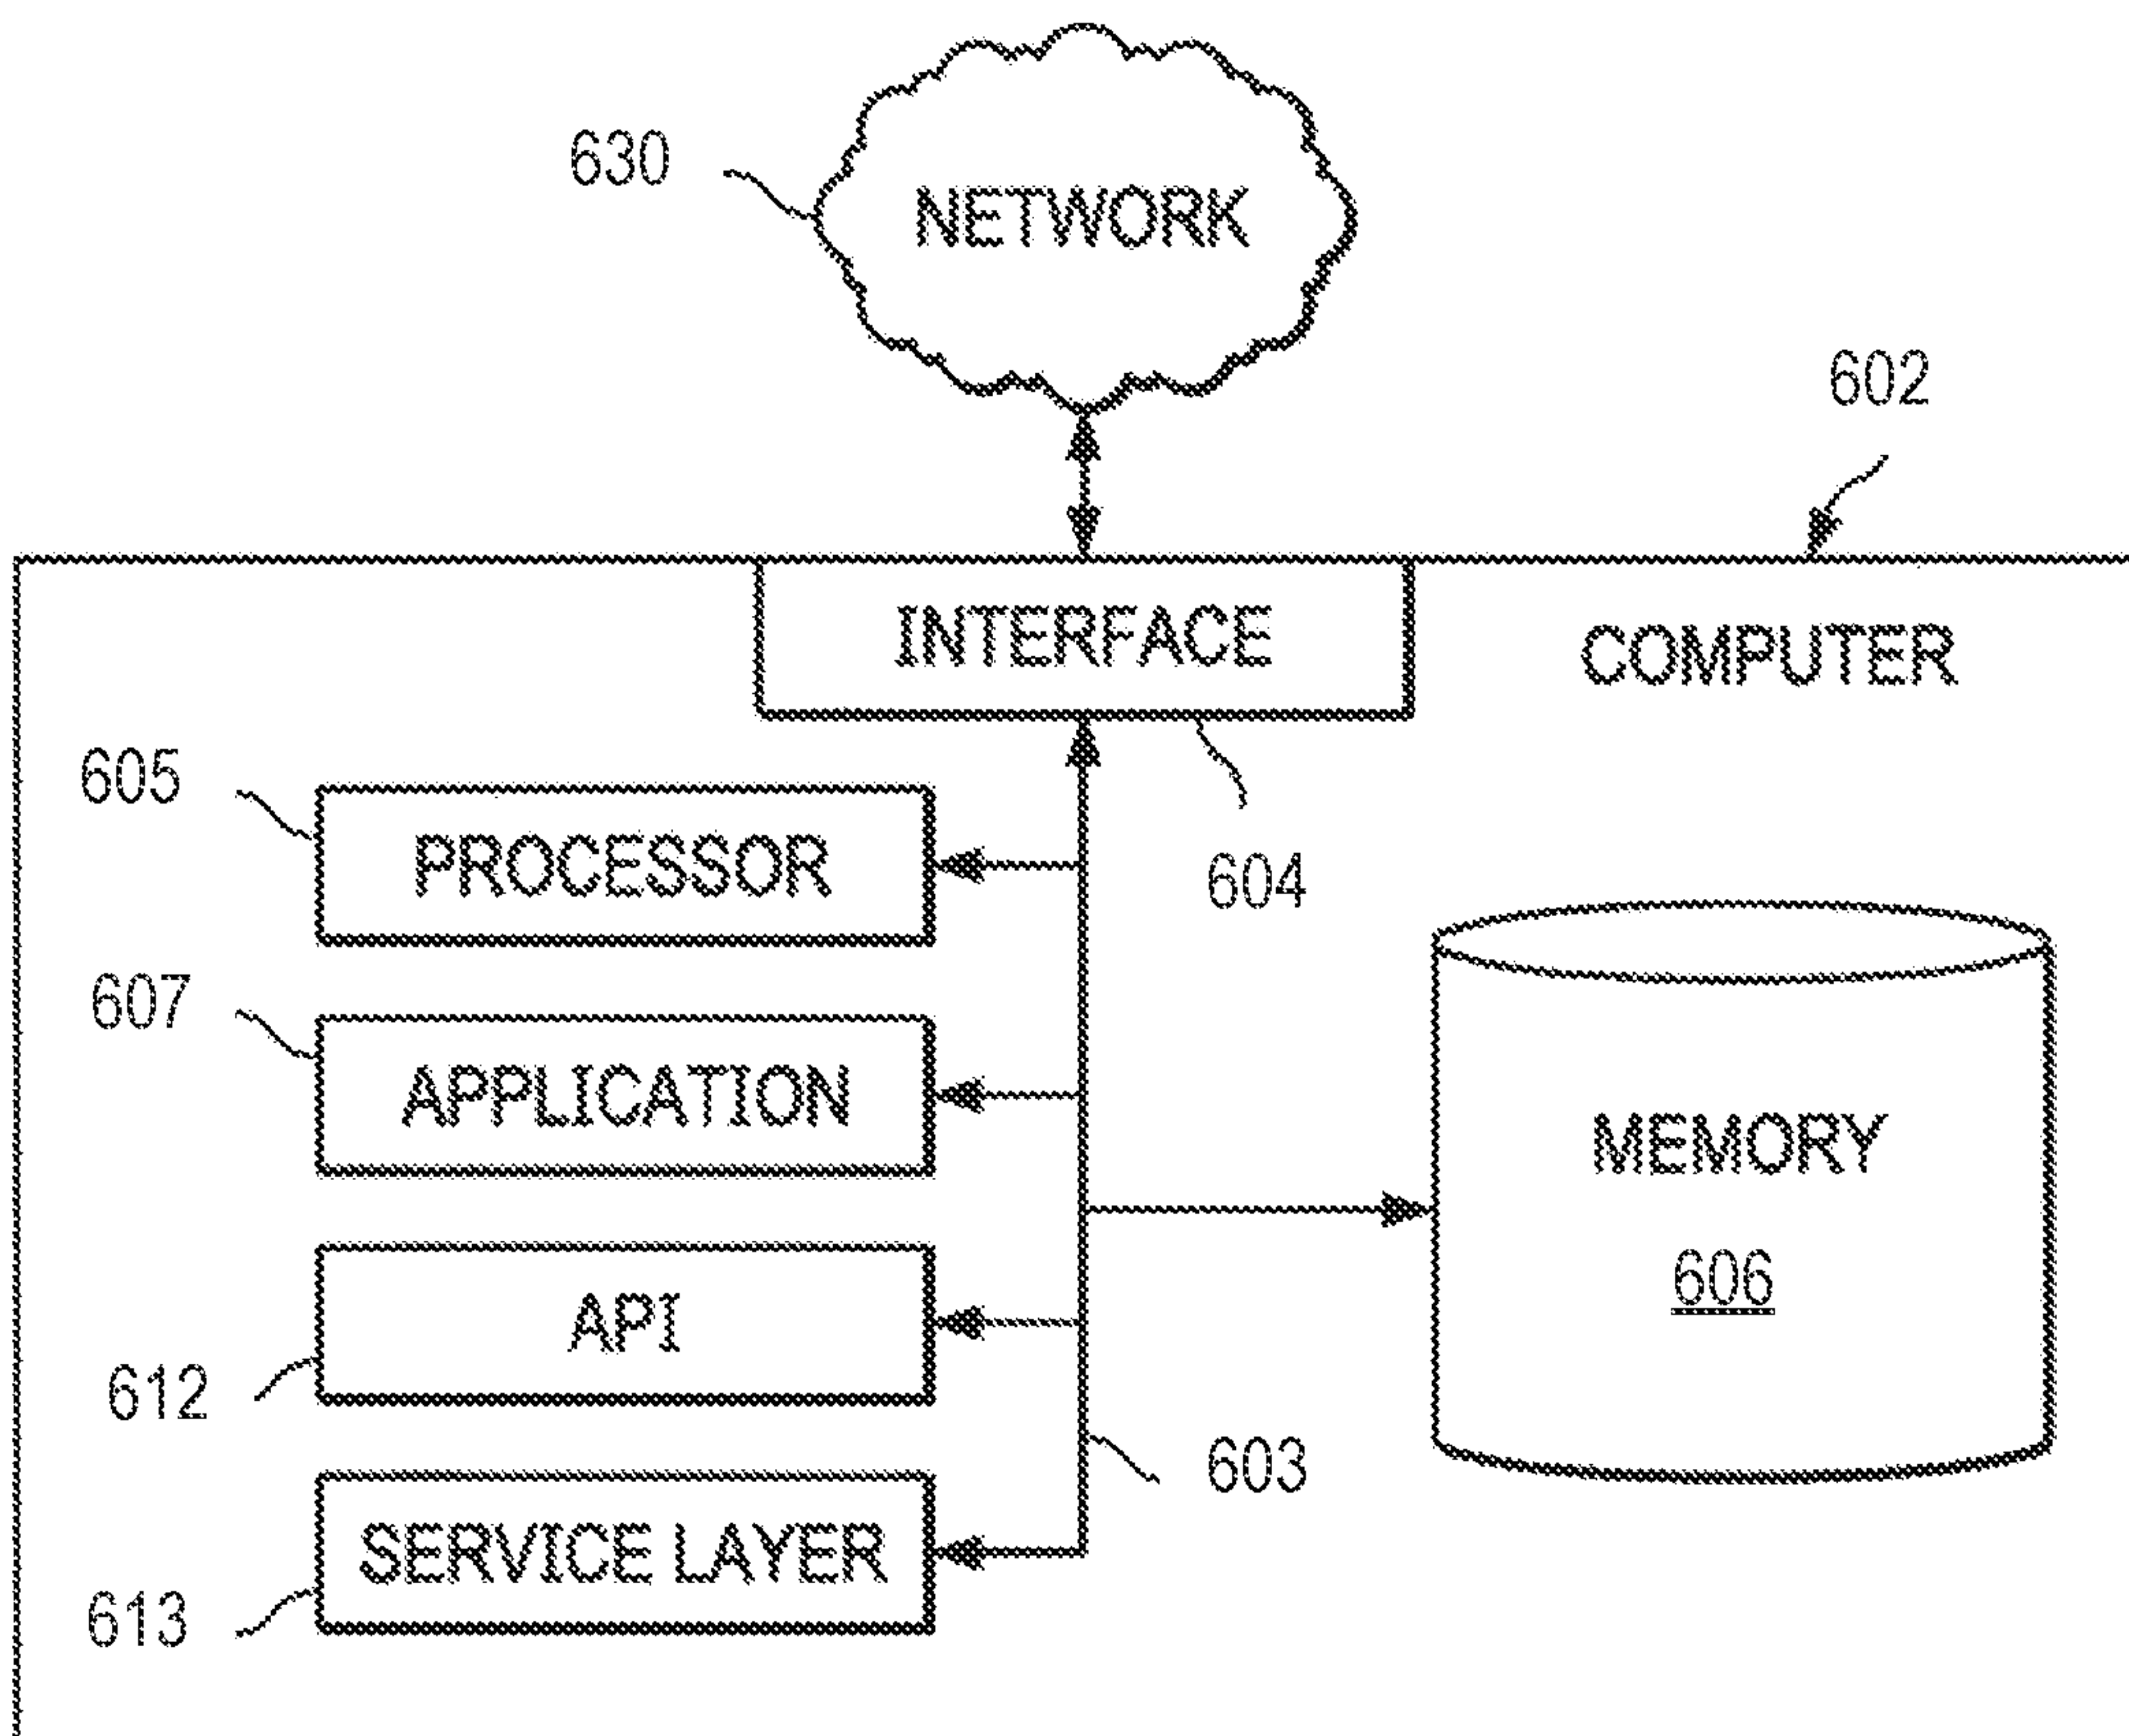 630
NETWORK
602
INTERFACE
COMPUTER
605
PROCESSOR
604
607
APPLICATION
MEMORY
606
API
612
603
SERVICE LAYER
613